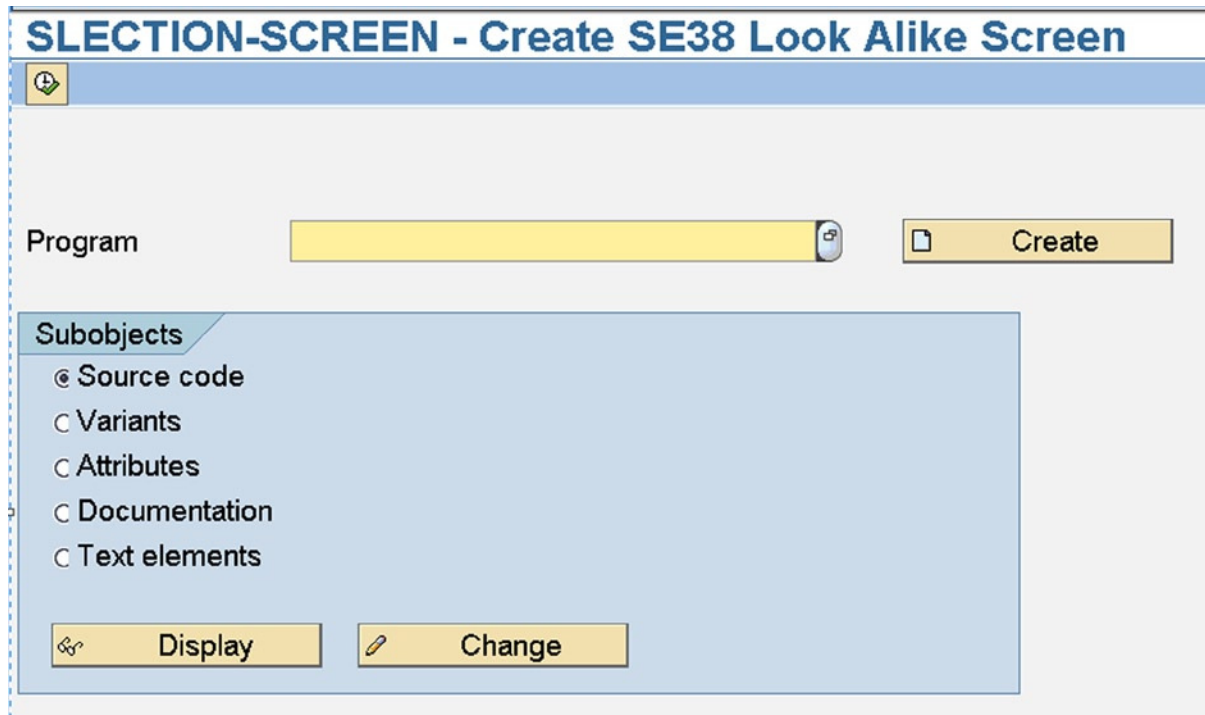 SLECTION-SCREEN - Create SE38 Look Alike Screen
Program Create
Subobjects
Source code
Variants
Attributes
Documentation
Text elements
Display Change